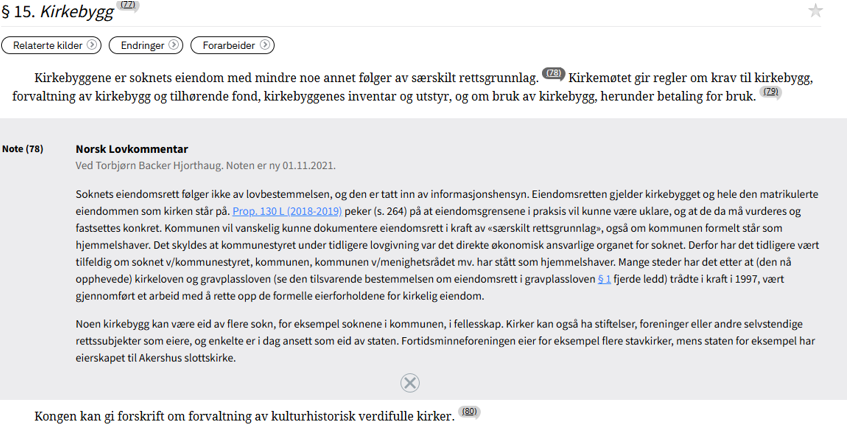 § 15. Kirkebygg (77)
Relaterte kilder
Endringer
Forarbeider
Kirkebyggene er soknets eiendom med mindre noe annet følger av særskilt rettsgrunnlag. (78) Kirkemøtet gir regler om krav til kirkebygg,
forvaltning av kirkebygg og tilhørende fond, kirkebyggenes inventar og utstyr, og om bruk av kirkebygg, herunder betaling for bruk. (79)
Note (78)
Norsk Lovkommentar
Ved Torbjørn Backer Hjorthaug. Noten er ny 01.11.2021.
Soknets eiendomsrett følger ikke av lovbestemmelsen, og den er tatt inn av informasjonshensyn. Eiendomsretten gjelder kirkebygget og hele den matrikulerte
eiendommen som kirken står på. Prop. 130 L (2018-2019) peker (s. 264) på at eiendomsgrensene i praksis vil kunne være uklare, og at de da må vurderes og
fastsettes konkret. Kommunen vil vanskelig kunne dokumentere eiendomsrett i kraft av «særskilt rettsgrunnlag», også om kommunen formelt står som
hjemmelshaver. Det skyldes at kommunestyret under tidligere lovgivning var det direkte økonomisk ansvarlige organet for soknet. Derfor har det tidligere vært
tilfeldig om soknet v/kommunestyret, kommunen, kommunen v/menighetsrådet mv. har stått som hjemmelshaver. Mange steder har det etter at (den nå
opphevede) kirkeloven og gravplassloven (se den tilsvarende bestemmelsen om eiendomsrett i gravplassloven § 1 fjerde ledd) trådte i kraft i 1997, vært
gjennomført et arbeid med å rette opp de formelle eierforholdene for kirkelig eiendom.
Noen kirkebygg kan være eid av flere sokn, for eksempel soknene i kommunen, i fellesskap. Kirker kan også ha stiftelser, foreninger eller andre selvstendige
rettssubjekter som eiere, og enkelte er i dag ansett som eid av staten. Fortidsminneforeningen eier for eksempel flere stavkirker, mens staten for eksempel har
eierskapet til Akershus slottskirke.
Kongen kan gi forskrift om forvaltning av kulturhistorisk verdifulle kirker. (80)